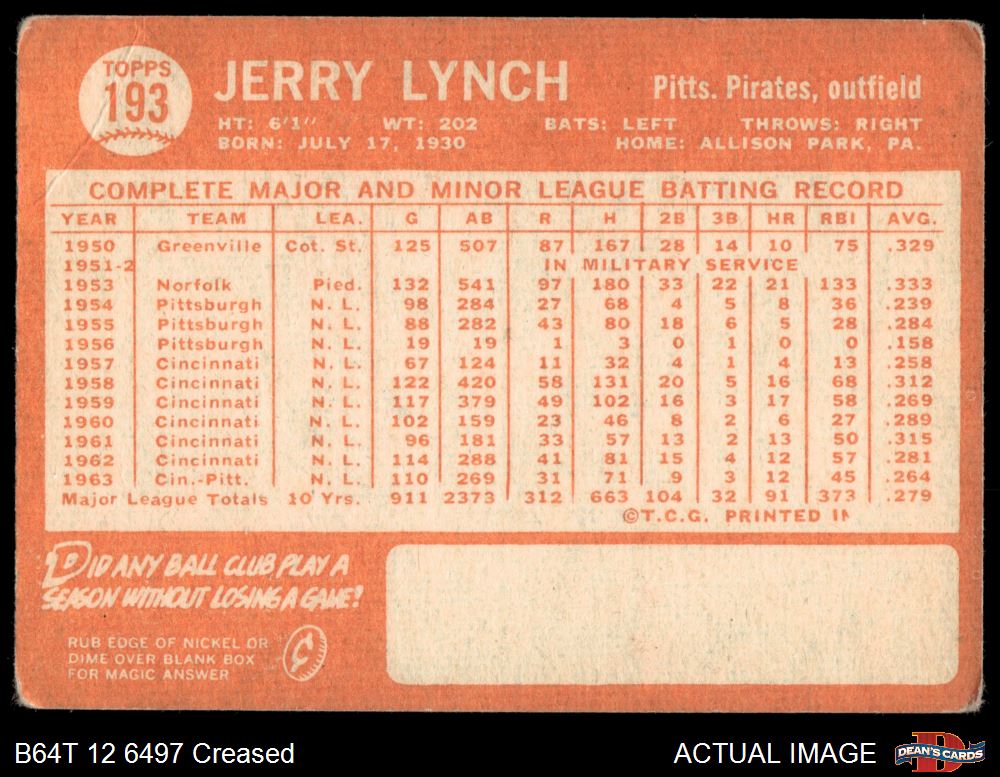 TOPPS
193
JERRY LYNCH
Pitts. Pirates, outfield
HT: 6'1" WT: 202 BATS: LEFT THROWS: RIGHT
BORN: JULY 17, 1930 HOME: ALLISON PARK, PA.
COMPLETE MAJOR AND MINOR LEAGUE BATTING RECORD
YEAR TEAM LEA. G AB R H 2B 3B HR RBI AVG.
1950 Greenville Cot. St. 125 507 87 167 28 14 10 75 .329
1951-2 IN MILITARY SERVICE
1953 Norfolk Pied. 132 541 97 180 33 22 21 133 .333
1954 Pittsburgh N. L. 98 284 27 68 4 5 8 36 .239
1955 Pittsburgh N. L. 88 282 43 80 18 6 5 28 .284
1956 Pittsburgh N. L. 19 19 1 3 0 1 0 0 .158
1957 Cincinnati N. L. 67 124 11 32 4 1 4 13 .258
1958 Cincinnati N. L. 122 420 58 131 20 5 16 68 .312
1959 Cincinnati N. L. 117 379 49 102 16 3 17 58 .269
1960 Cincinnati N. L. 102 159 23 46 8 2 6 27 .289
1961 Cincinnati N. L. 96 181 33 57 13 2 13 50 .315
1962 Cincinnati N. L. 114 288 41 81 15 4 12 57 .281
1963 Cin.-Pitt. N. L. 110 269 31 71 9 3 12 45 .264
Major League Totals 10 Yrs. 911 2373 312 663 104 32 91 373 .279
©T.C.G. PRINTED IN
DID ANY BALL CLUB PLAY A
SEASON WITHOUT LOSING A GAME?
RUB EDGE OF NICKEL OR
DIME OVER BLANK BOX
FOR MAGIC ANSWER
¢
B64T 12 6497 Creased
ACTUAL IMAGE
DEAN'S CARDS